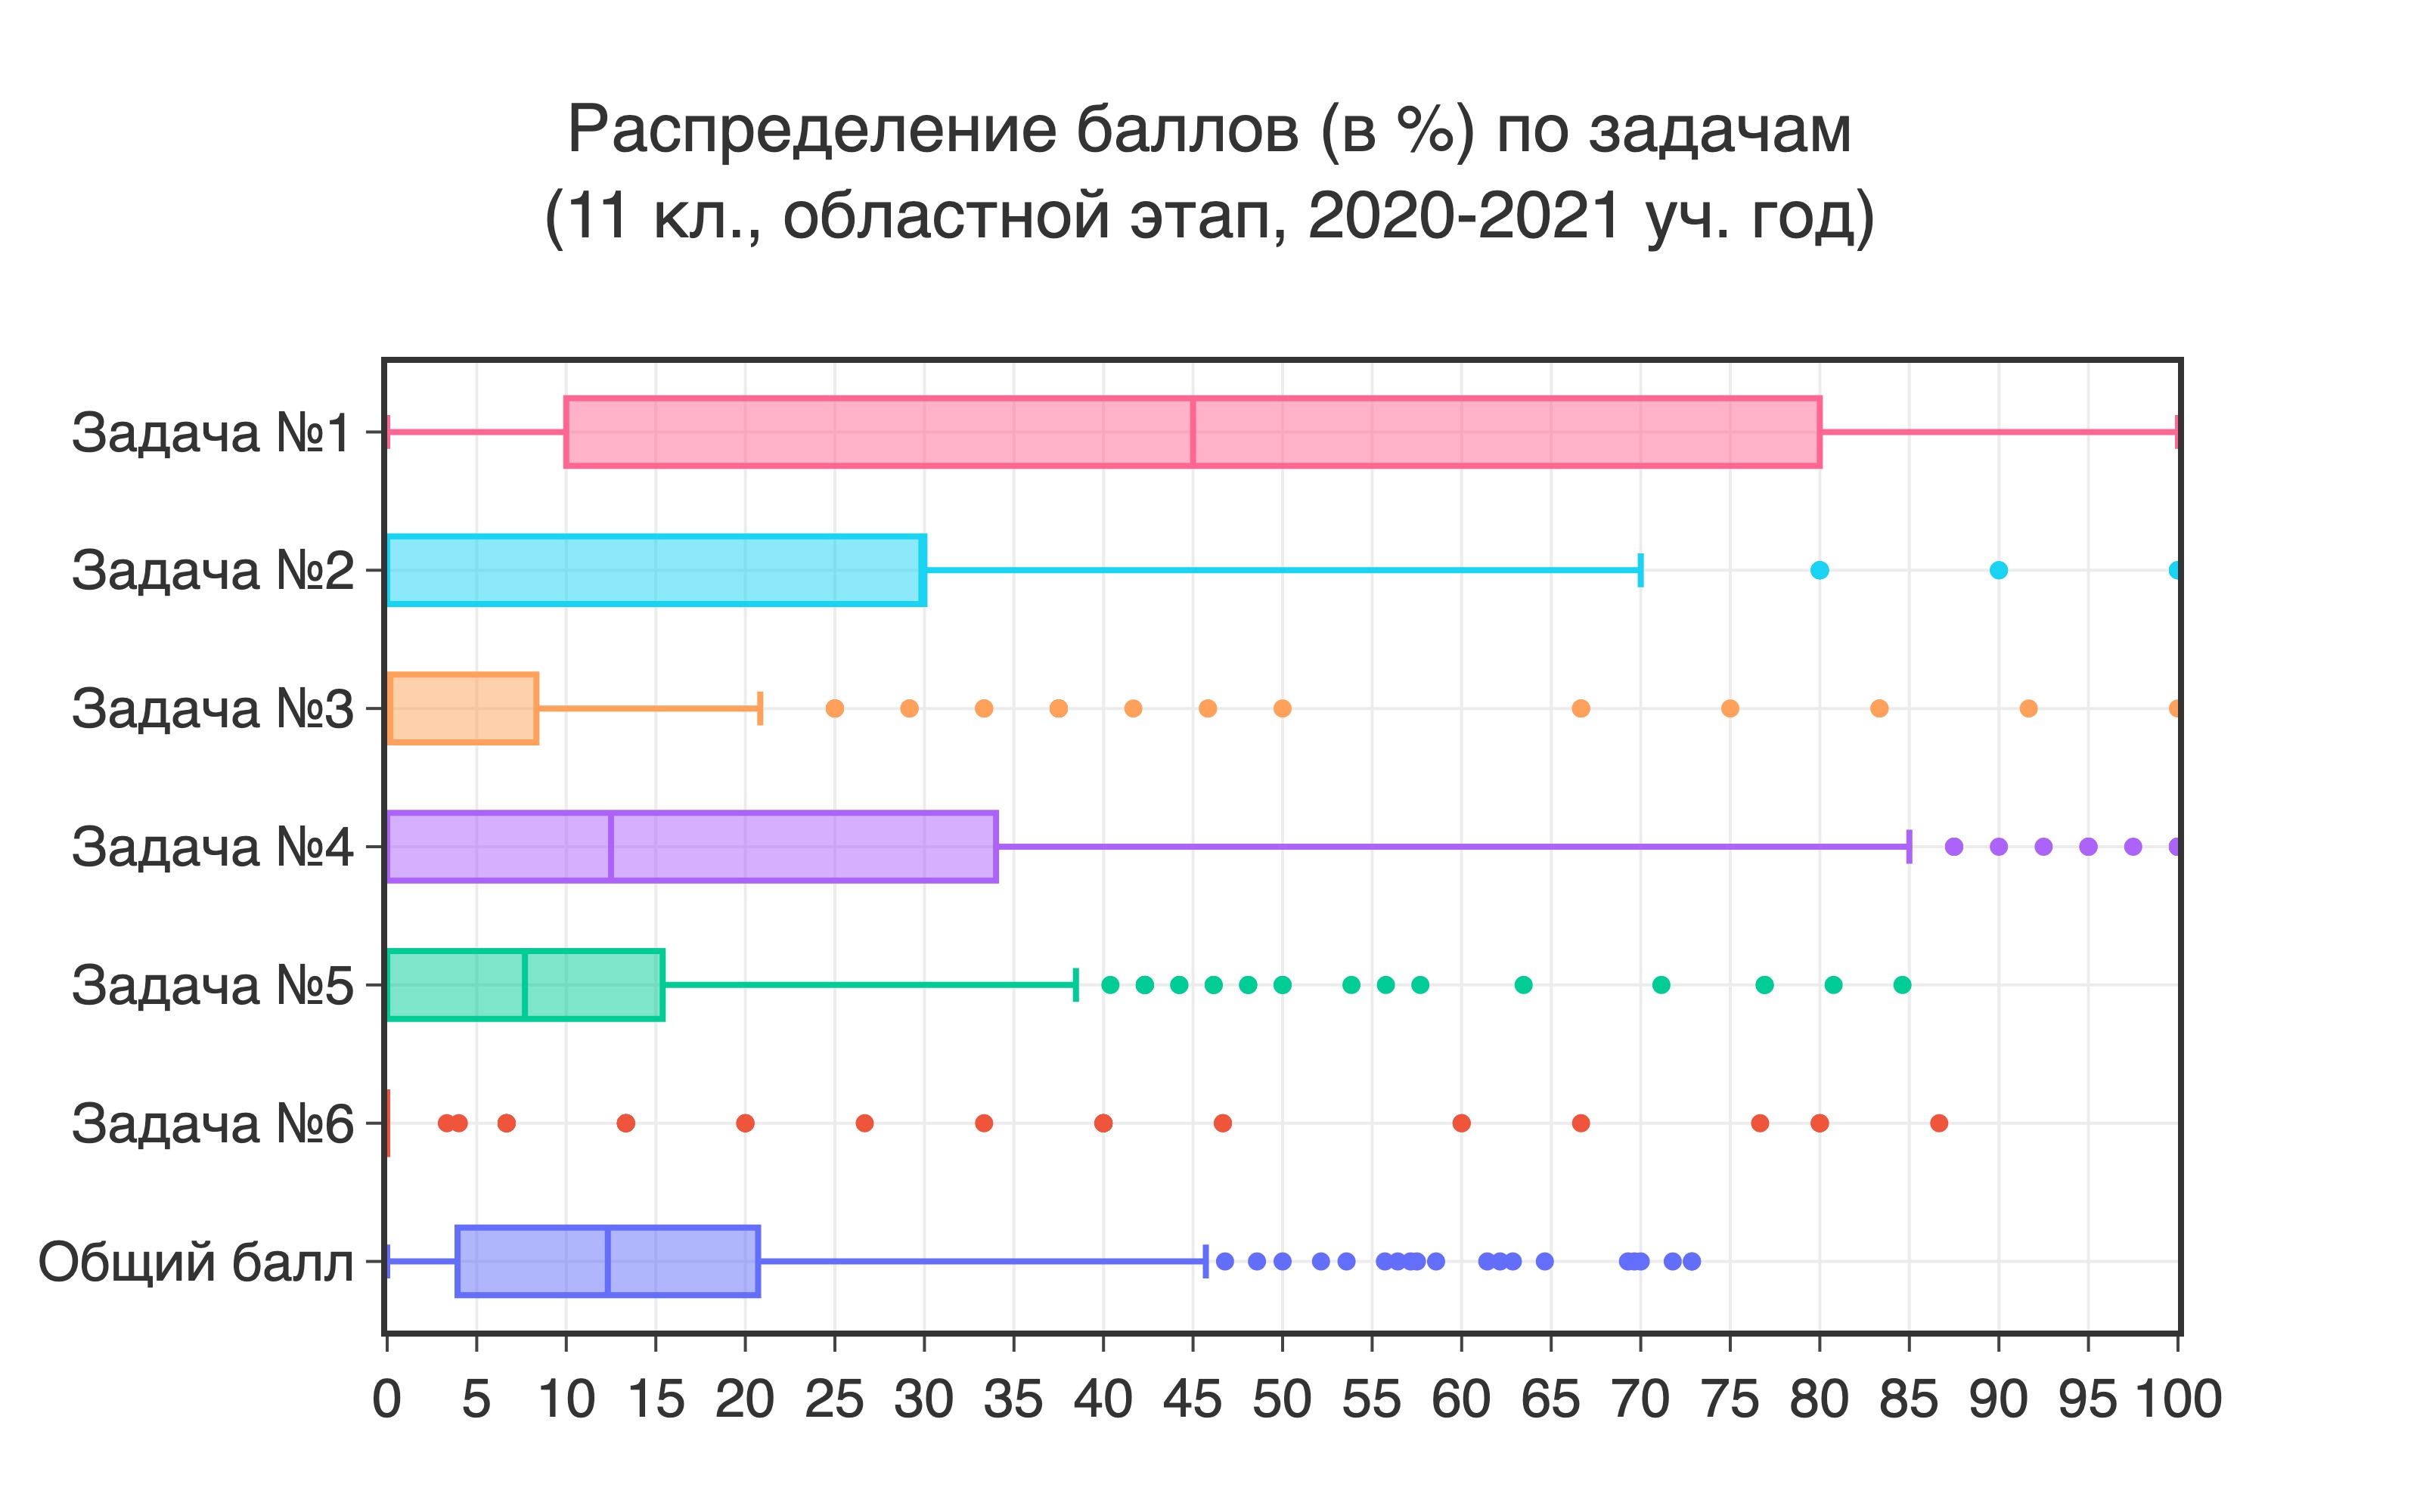 Распределение баллов (в %) по задачам
(11 кл., областной этап, 2020-2021 уч. год)
Задача №1
Задача №2
Задача №3
Задача №4
Задача №5
Задача №6
Общий балл
0 5 10 15 20 25 30 35 40 45 50 55 60 65 70 75 80 85 90 95 100